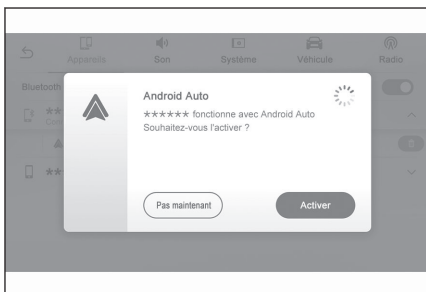 Appareils
Son
Système
Véhicule
Radio
Bluetooth
**
**
Android Auto
****** fonctionne avec Android Auto
Souhaitez-vous l'activer ?
Pas maintenant
Activer